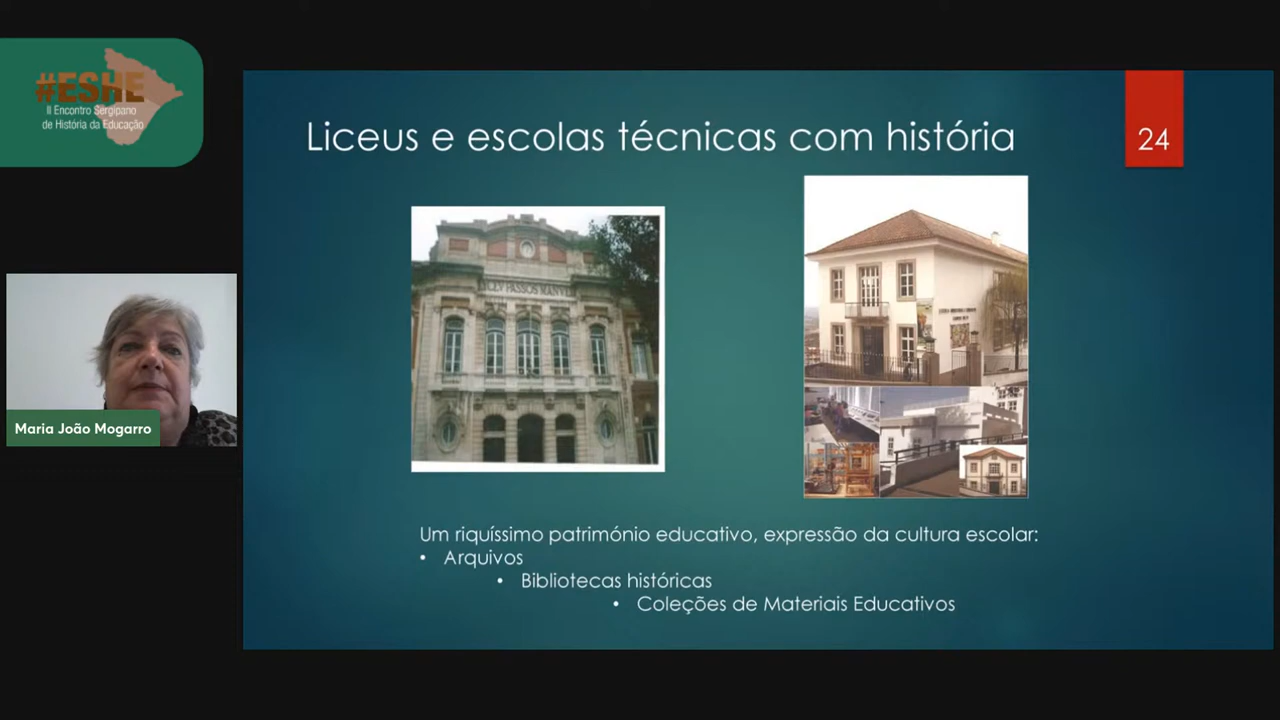 #ESHE
II Encontro Sergipano
de História da Educação
Liceus e escolas técnicas com história
24
Maria João Mogarro
Um riquíssimo património educativo, expressão da cultura escolar:
• Arquivos
• Bibliotecas históricas
• Coleções de Materiais Educativos